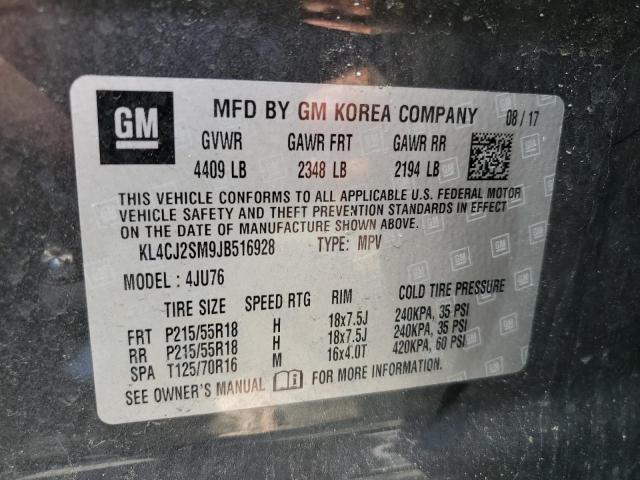 GM
MFD BY GM KOREA COMPANY 08 / 17
GVWR GAWR FRT GAWR RR
4409 LB 2348 LB 2194 LB
THIS VEHICLE CONFORMS TO ALL APPLICABLE U.S. FEDERAL MOTOR
VEHICLE SAFETY AND THEFT PREVENTION STANDARDS IN EFFECT
ON THE DATE OF MANUFACTURE SHOWN ABOVE.
KL4CJ2SM9JB516928 TYPE: MPV
MODEL : 4JU76
TIRE SIZE SPEED RTG RIM COLD TIRE PRESSURE
FRT P215/55R18 H 18x7.5J 240KPA, 35 PSI
RR P215/55R18 H 18x7.5J 240KPA, 35 PSI
SPA T125/70R16 M 16x4.0T 420KPA, 60 PSI
SEE OWNER'S MANUAL FOR MORE INFORMATION.